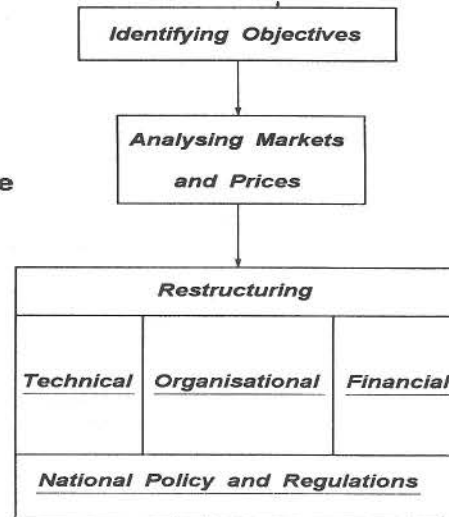 Identifying Objectives
Analysing Markets
e
and Prices
Restructuring
Technical Organisational Financial
National Policy and Regulations